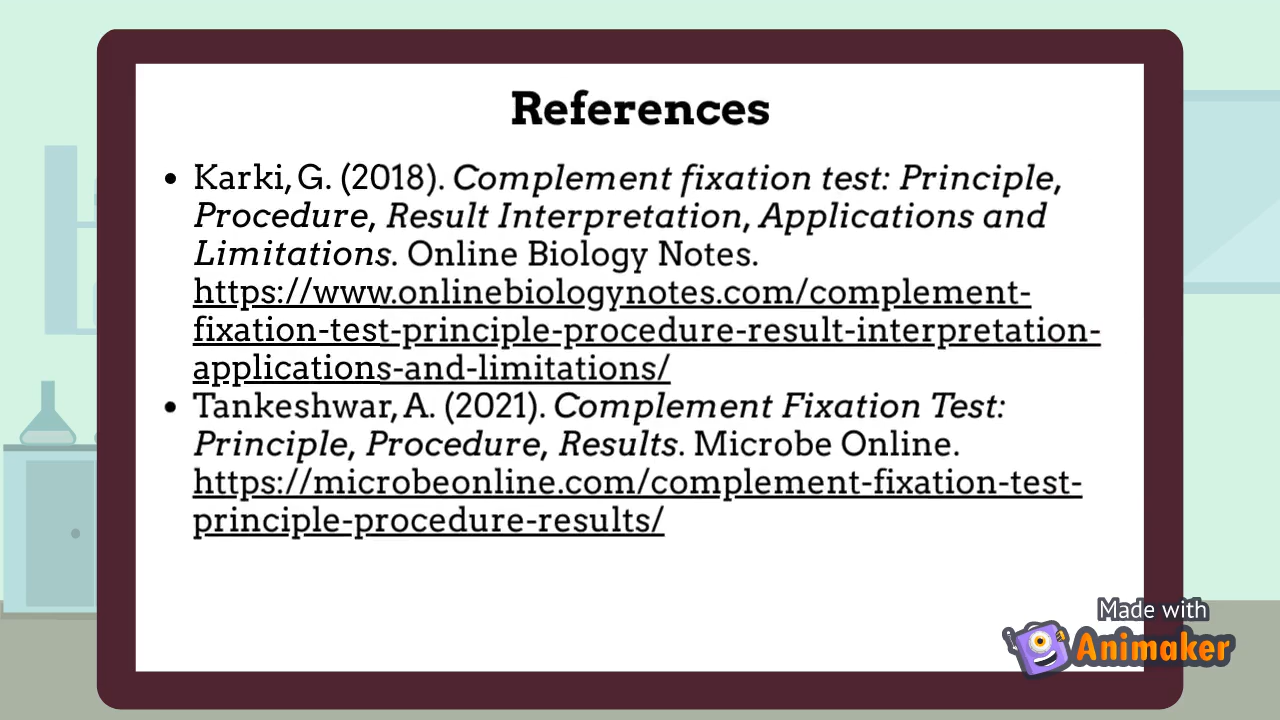 References
• Karki, G. (2018). Complement fixation test: Principle,
Procedure, Result Interpretation, Applications and
Limitations. Online Biology Notes.
https://www.onlinebiologynotes.com/complement-
fixation-test-principle-procedure-result-interpretation-
applications-and-limitations/
• Tankeshwar, A. (2021). Complement Fixation Test:
Principle, Procedure, Results. Microbe Online.
https://microbeonline.com/complement-fixation-test-
principle-procedure-results/
Made with
Animaker